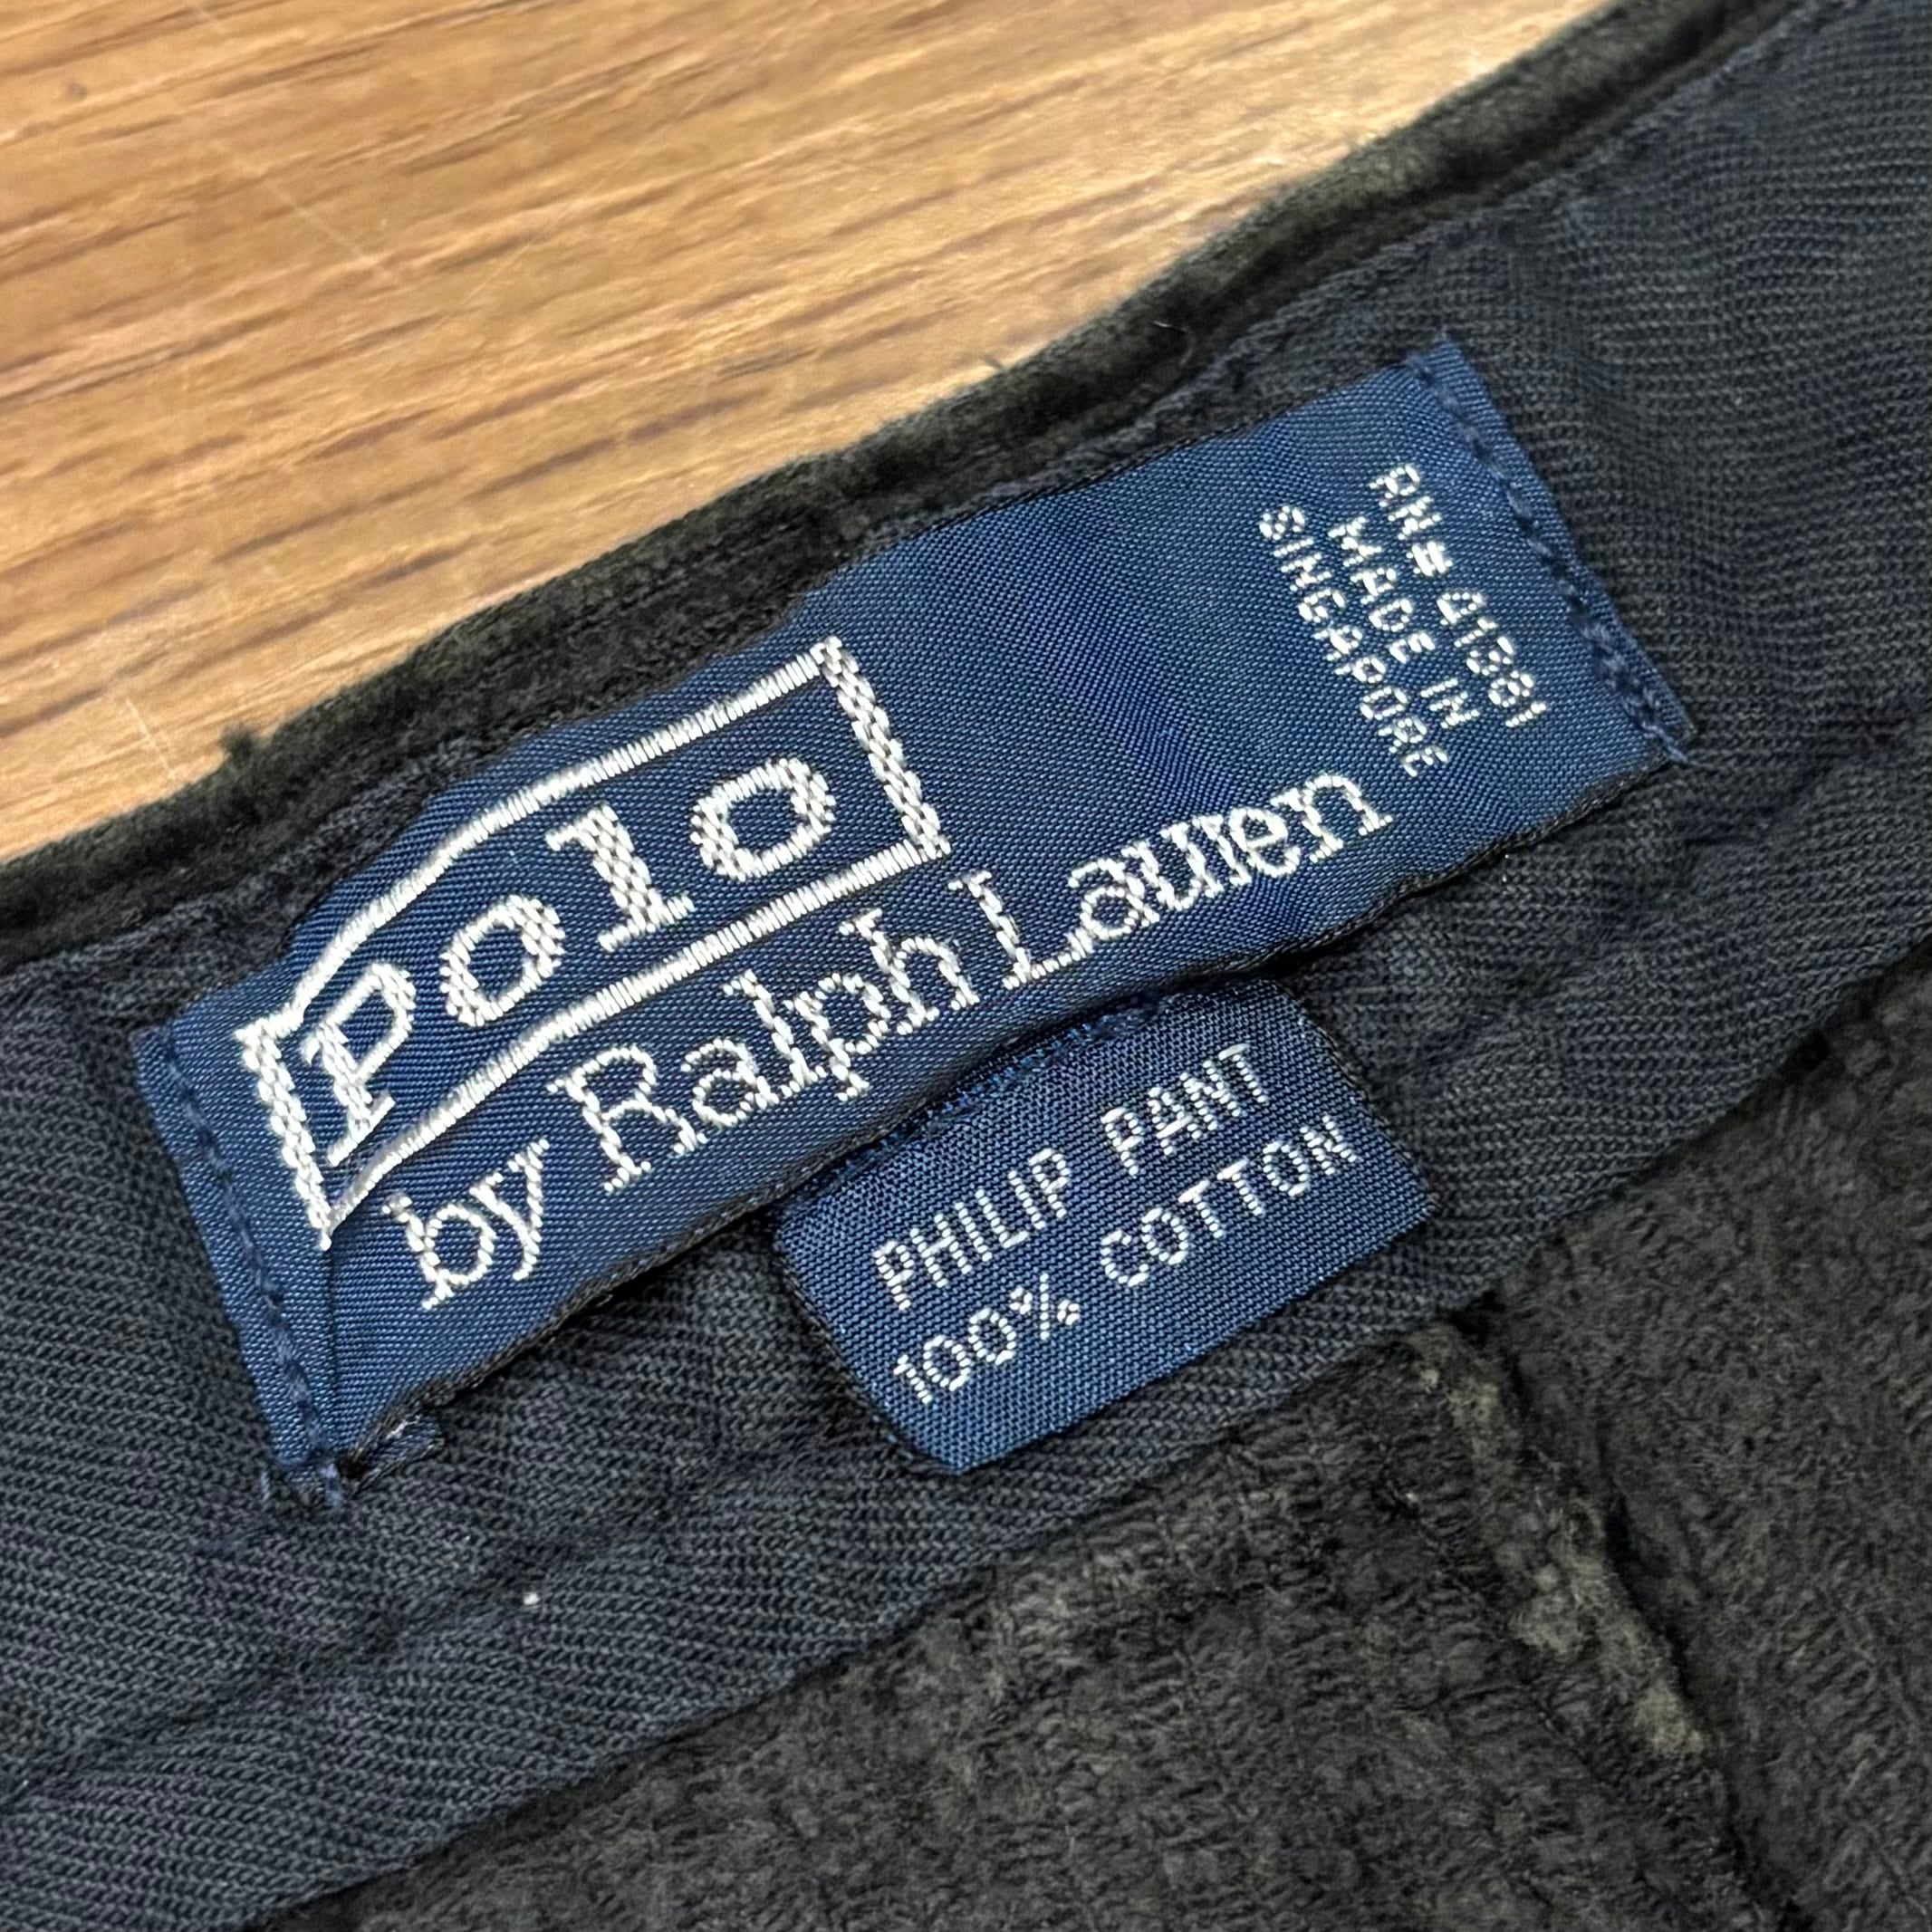 Polo
by Ralph Lauren
RN# 41381
MADE IN
SINGAPORE
PHILIP PANT
100% COTTON